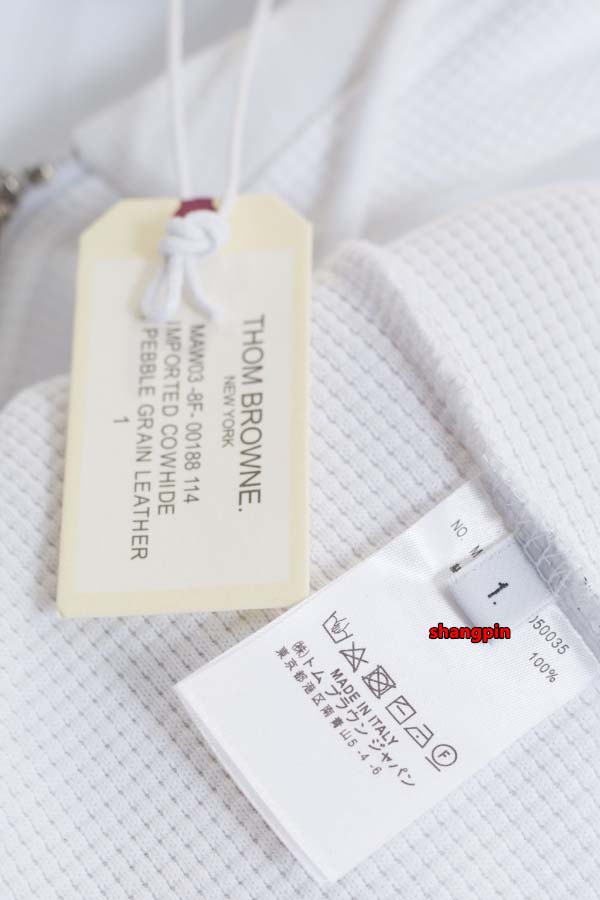 THOM BROWNE.
NEW YORK
MAW03 -8F- 00188 114
IMPORTED COWHIDE
PEBBLE GRAIN LEATHER
1
NO. M
1.
050035
100%
shangpin
MADE IN ITALY
(株)トム ブラウン ジャパン
東京都港区南青山5-4-6